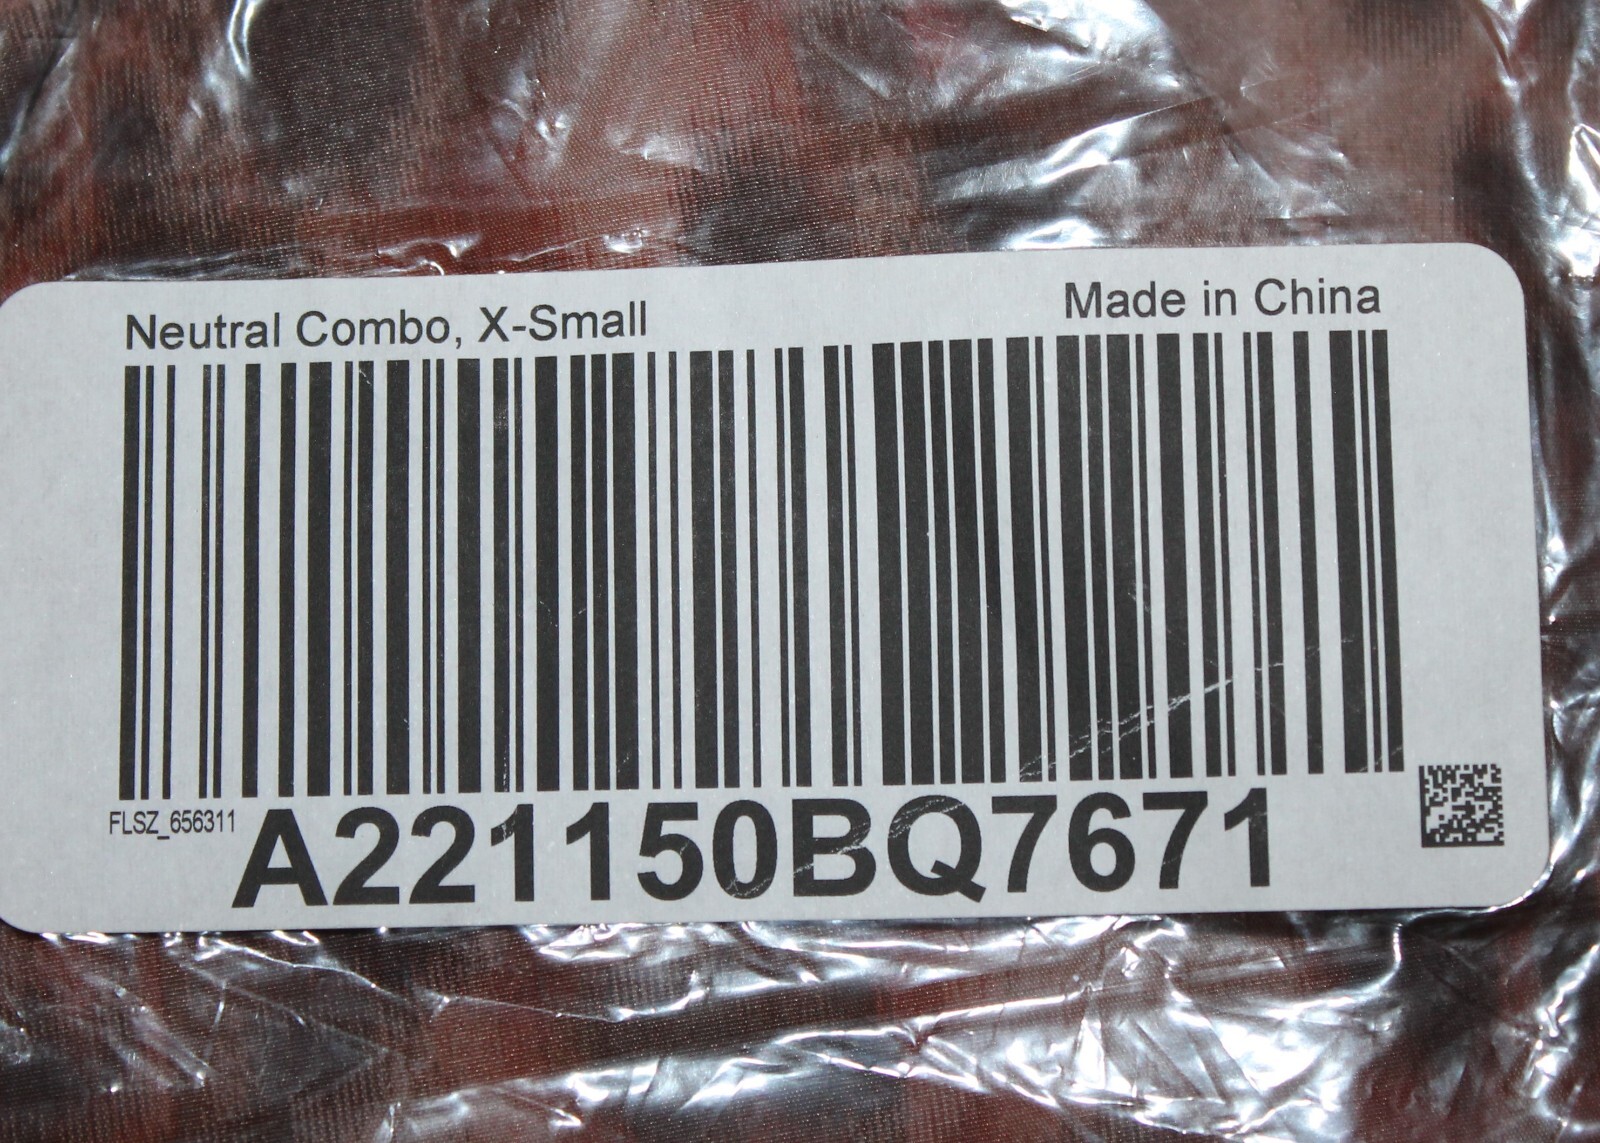 Neutral Combo, X-Small
Made in China
FLSZ_656311
A221150BQ7671